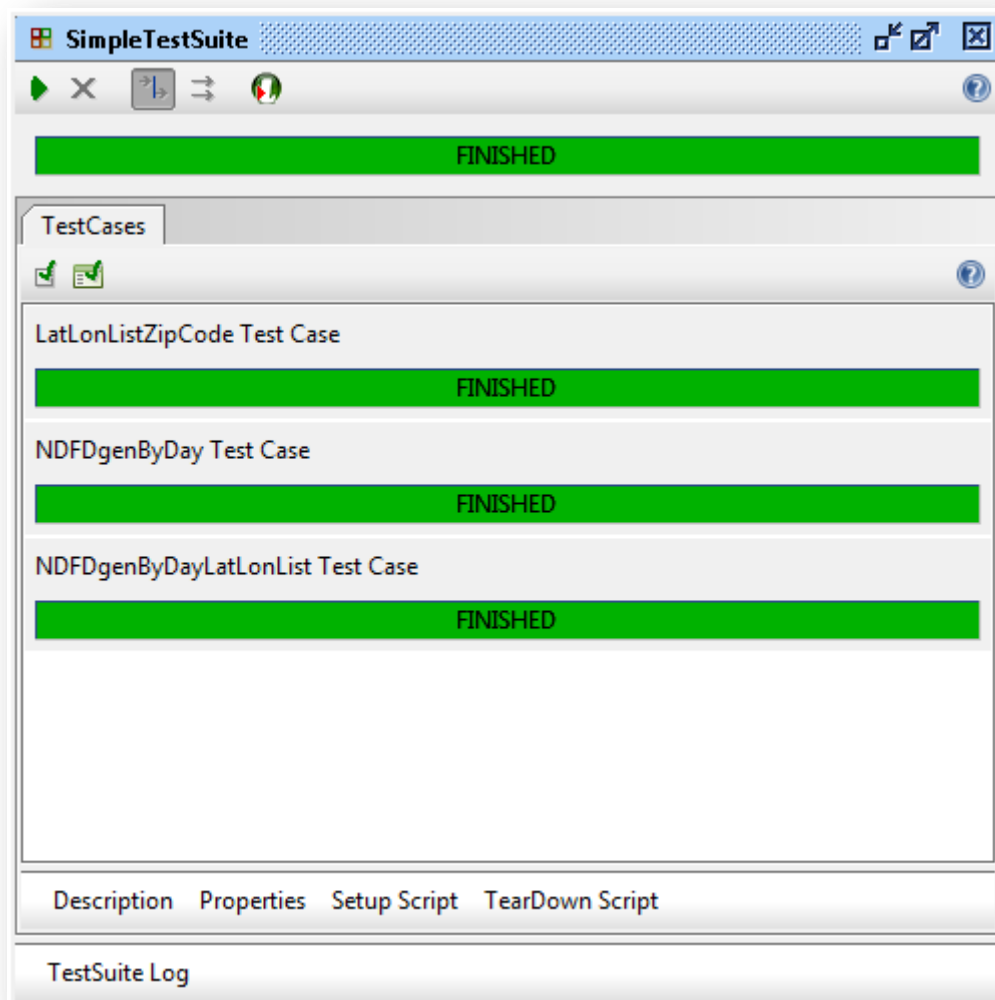 SimpleTestSuite
FINISHED
TestCases
LatLonListZipCode Test Case
FINISHED
NDFDgenByDay Test Case
FINISHED
NDFDgenByDayLatLonList Test Case
FINISHED
Description Properties Setup Script TearDown Script
TestSuite Log